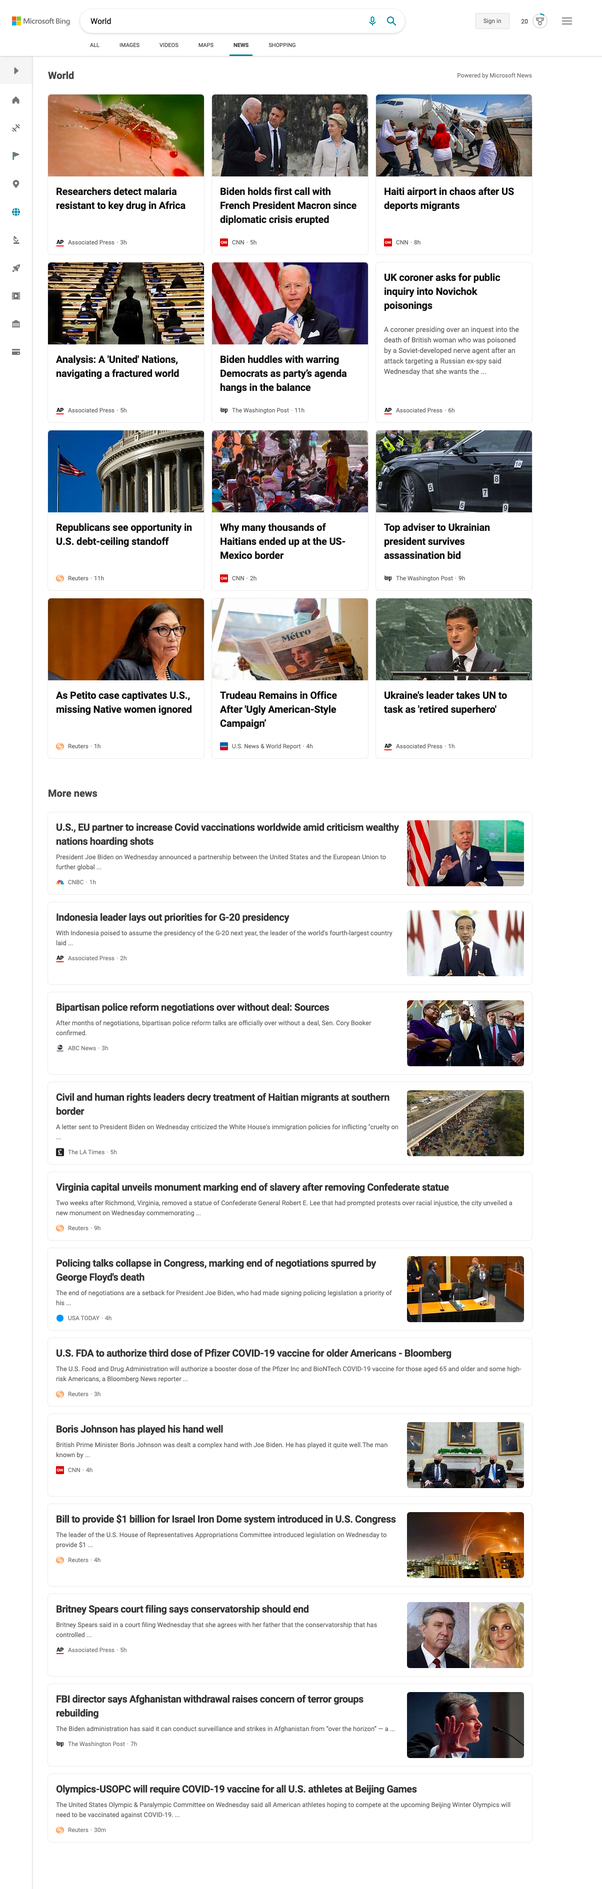 Microsoft Bing
World
Sign in
20
ALL
IMAGES
VIDEOS
MAPS
NEWS
SHOPPING
World
Powered by Microsoft News
Researchers detect malaria
resistant to key drug in Africa
AP Associated Press · 3h
Biden holds first call with
French President Macron since
diplomatic crisis erupted
CNN CNN · 5h
Haiti airport in chaos after US
deports migrants
CNN CNN · 8h
Analysis: A 'United' Nations,
navigating a fractured world
AP Associated Press · 5h
Biden huddles with warring
Democrats as party's agenda
hangs in the balance
wp The Washington Post · 11h
UK coroner asks for public
inquiry into Novichok
poisonings
A coroner presiding over an inquest into the
death of British woman who was poisoned
by a Soviet-developed nerve agent after an
attack targeting a Russian ex-spy said
Wednesday that she wants the ...
AP Associated Press · 6h
Republicans see opportunity in
U.S. debt-ceiling standoff
Reuters · 11h
Why many thousands of
Haitians ended up at the US-
Mexico border
CNN CNN · 2h
Top adviser to Ukrainian
president survives
assassination bid
wp The Washington Post · 9h
As Petito case captivates U.S.,
missing Native women ignored
Reuters · 1h
Métro
Trudeau Remains in Office
After 'Ugly American-Style
Campaign'
U.S. News & World Report · 4h
Ukraine's leader takes UN to
task as 'retired superhero'
AP Associated Press · 1h
More news
U.S., EU partner to increase Covid vaccinations worldwide amid criticism wealthy
nations hoarding shots
President Joe Biden on Wednesday announced a partnership between the United States and the European Union to
further global ...
CNBC · 1h
Indonesia leader lays out priorities for G-20 presidency
With Indonesia poised to assume the presidency of the G-20 next year, the leader of the world's fourth-largest country
laid ...
AP Associated Press · 2h
Bipartisan police reform negotiations over without deal: Sources
After months of negotiations, bipartisan police reform talks are officially over without a deal, Sen. Cory Booker
confirmed.
ABC News · 3h
Civil and human rights leaders decry treatment of Haitian migrants at southern
border
A letter sent to President Biden on Wednesday criticized the White House's immigration policies for inflicting "cruelty on
...
The LA Times · 5h
Virginia capital unveils monument marking end of slavery after removing Confederate statue
Two weeks after Richmond, Virginia, removed a statue of Confederate General Robert E. Lee that had prompted protests over racial injustice, the city unveiled a
new monument on Wednesday commemorating ...
Reuters · 9h
Policing talks collapse in Congress, marking end of negotiations spurred by
George Floyd's death
The end of negotiations are a setback for President Joe Biden, who had made signing policing legislation a priority of
his ...
USA TODAY · 4h
U.S. FDA to authorize third dose of Pfizer COVID-19 vaccine for older Americans - Bloomberg
The U.S. Food and Drug Administration will authorize a booster dose of the Pfizer Inc and BioNTech COVID-19 vaccine for those aged 65 and older and some high-
risk Americans, a Bloomberg News reporter ...
Reuters · 3h
Boris Johnson has played his hand well
British Prime Minister Boris Johnson was dealt a complex hand with Joe Biden. He has played it quite well.The man
known by ...
CNN CNN · 4h
Bill to provide $1 billion for Israel Iron Dome system introduced in U.S. Congress
The leader of the U.S. House of Representatives Appropriations Committee introduced legislation on Wednesday to
provide $1 ...
Reuters · 4h
Britney Spears court filing says conservatorship should end
Britney Spears said in a court filing Wednesday that she agrees with her father that the conservatorship that has
controlled ...
AP Associated Press · 5h
FBI director says Afghanistan withdrawal raises concern of terror groups
rebuilding
The Biden administration has said it can conduct surveillance and strikes in Afghanistan from "over the horizon" — a ...
wp The Washington Post · 7h
Olympics-USOPC will require COVID-19 vaccine for all U.S. athletes at Beijing Games
The United States Olympic & Paralympic Committee on Wednesday said all American athletes hoping to compete at the upcoming Beijing Winter Olympics will
need to be vaccinated against COVID-19. ...
Reuters · 30m